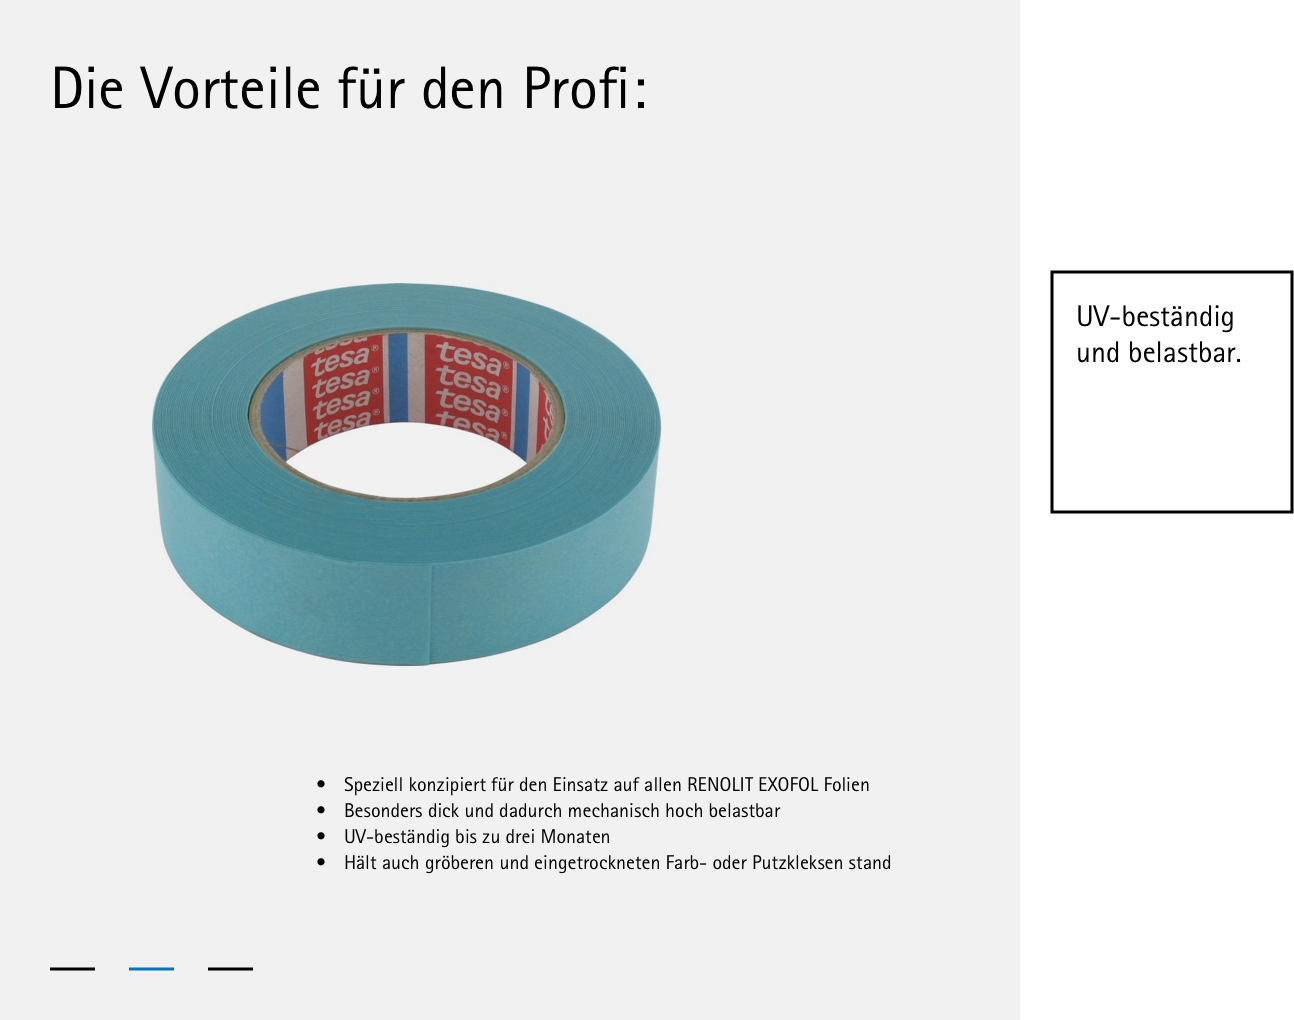 Die Vorteile für den Profi:
tesa®
tesa®
tesa®
tesa®
tesa®
tesa®
tesa®
tesa®
UV-beständig
und belastbar.
• Speziell konzipiert für den Einsatz auf allen RENOLIT EXOFOL Folien
• Besonders dick und dadurch mechanisch hoch belastbar
• UV-beständig bis zu drei Monaten
• Hält auch gröberen und eingetrockneten Farb- oder Putzkleksen stand